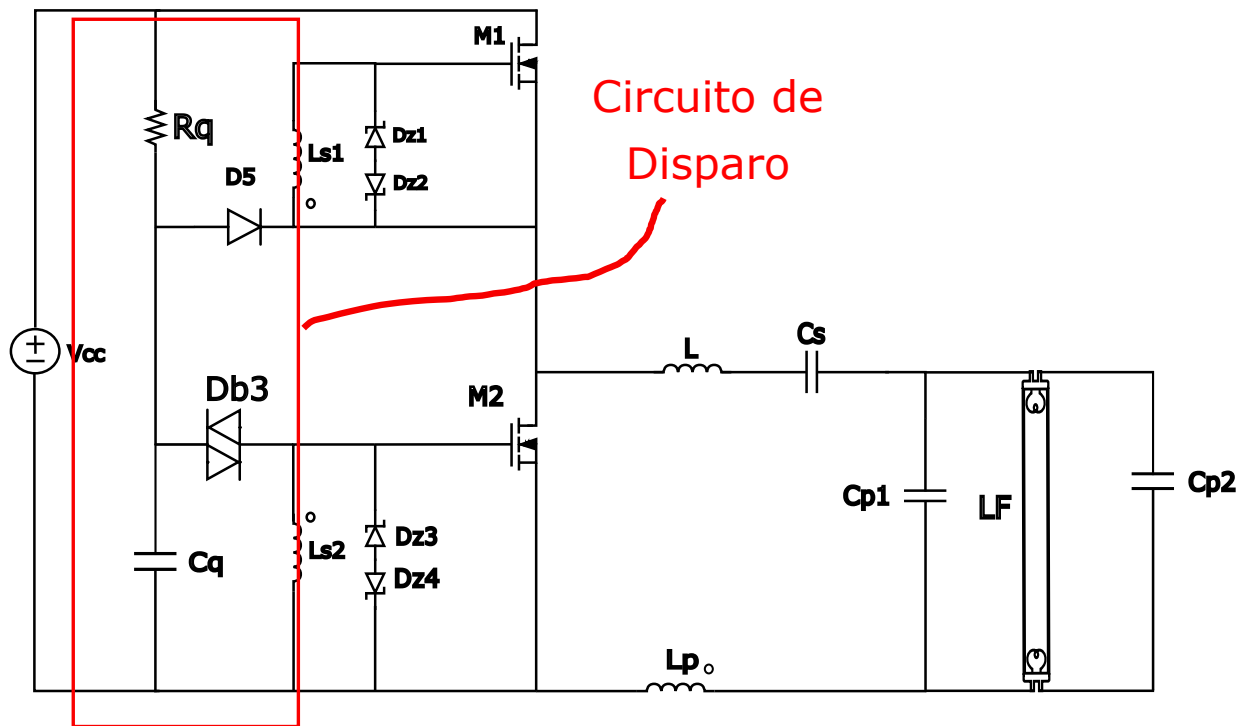 M1
Circuito de
Disparo
Rq
Ls1
Dz1
Dz2
D5
Vcc
L
Cs
Db3
M2
Cp1
LF
Cp2
Cq
Ls2
Dz3
Dz4
Lp